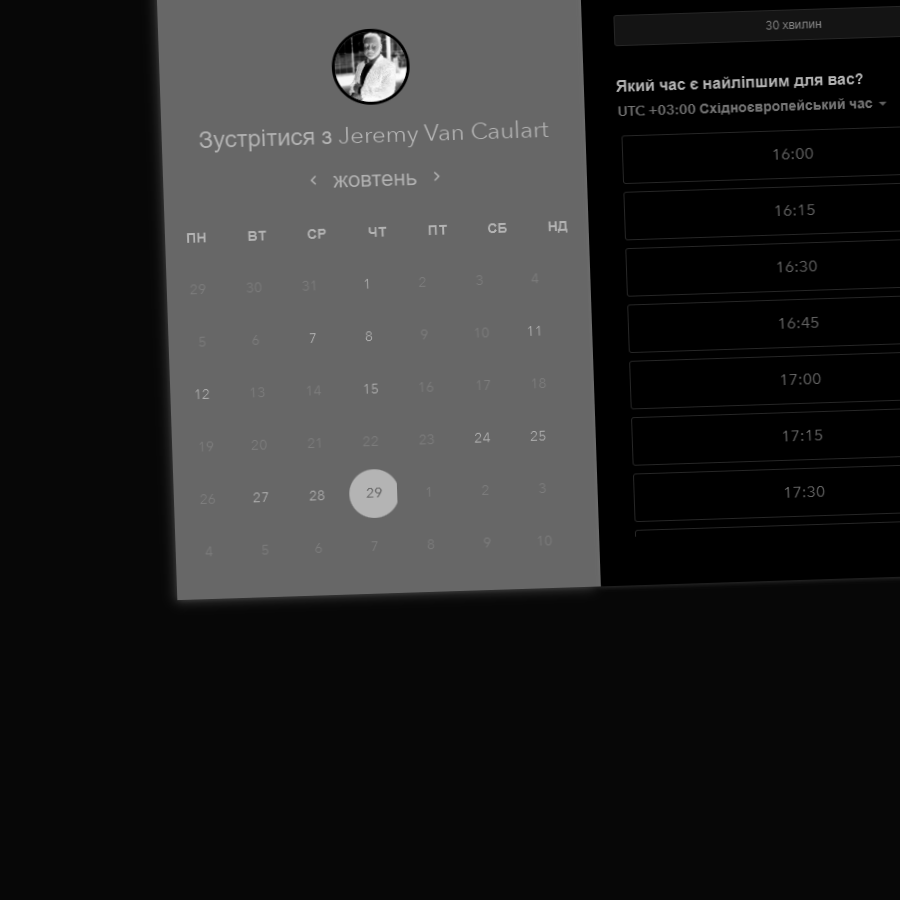 Зустрітися з Jeremy Van Caulart
жовтень
ПН ВТ СР ЧТ ПТ СБ НД
29 30 31 1 2 3 4
5 6 7 8 9 10 11
12 13 14 15 16 17 18
19 20 21 22 23 24 25
26 27 28 29 1 2 3
4 5 6 7 8 9 10
30 хвилин
Який час є найліпшим для вас?
UTC +03:00 Східноєвропейський час
16:00
16:15
16:30
16:45
17:00
17:15
17:30